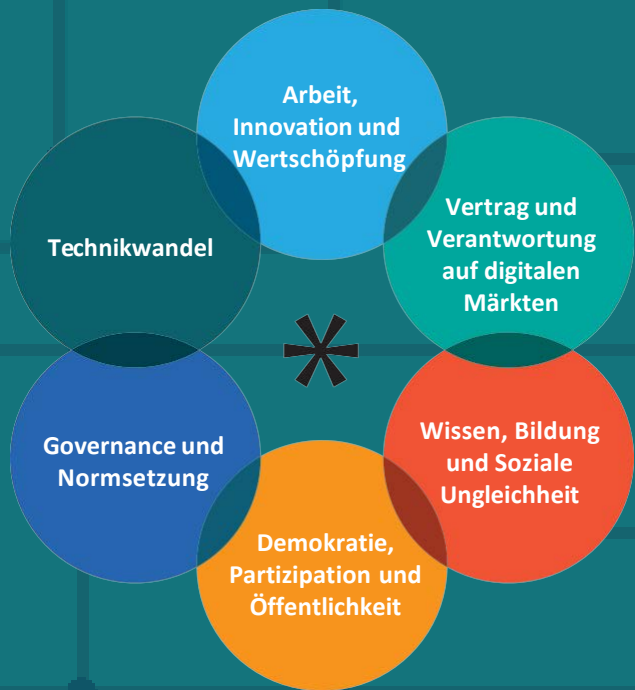 Arbeit,
Innovation und
Wertschöpfung
Technikwandel
Vertrag und
Verantwortung
auf digitalen
Märkten
Governance und
Normsetzung
Wissen, Bildung
und Soziale
Ungleichheit
Demokratie,
Partizipation und
Öffentlichkeit